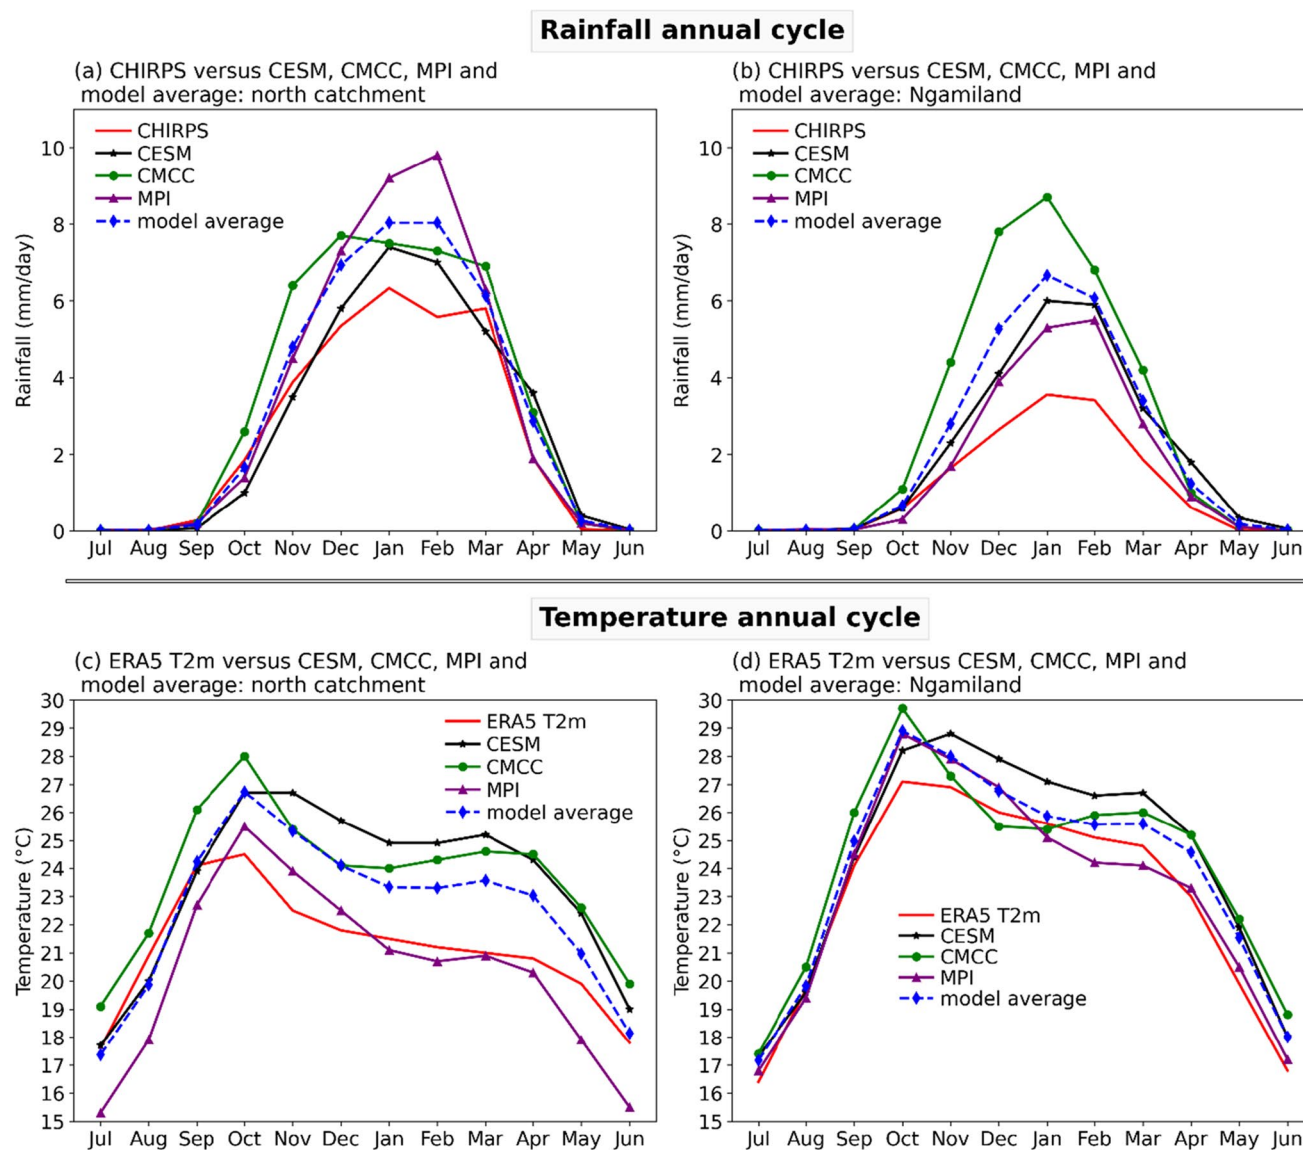 Rainfall annual cycle
(a) CHIRPS versus CESM, CMCC, MPI and
model average: north catchment
CHIRPS
CESM
CMCC
MPI
model average
Rainfall (mm/day)
10
8
6
4
2
0
Jul Aug Sep Oct Nov Dec Jan Feb Mar Apr May Jun
(b) CHIRPS versus CESM, CMCC, MPI and
model average: Ngamiland
CHIRPS
CESM
CMCC
MPI
model average
Rainfall (mm/day)
10
8
6
4
2
0
Jul Aug Sep Oct Nov Dec Jan Feb Mar Apr May Jun
Temperature annual cycle
(c) ERA5 T2m versus CESM, CMCC, MPI and
model average: north catchment
ERA5 T2m
CESM
CMCC
MPI
model average
Temperature (°C)
30
29
28
27
26
25
24
23
22
21
20
19
18
17
16
15
Jul Aug Sep Oct Nov Dec Jan Feb Mar Apr May Jun
(d) ERA5 T2m versus CESM, CMCC, MPI and
model average: Ngamiland
ERA5 T2m
CESM
CMCC
MPI
model average
Temperature (°C)
30
29
28
27
26
25
24
23
22
21
20
19
18
17
16
15
Jul Aug Sep Oct Nov Dec Jan Feb Mar Apr May Jun